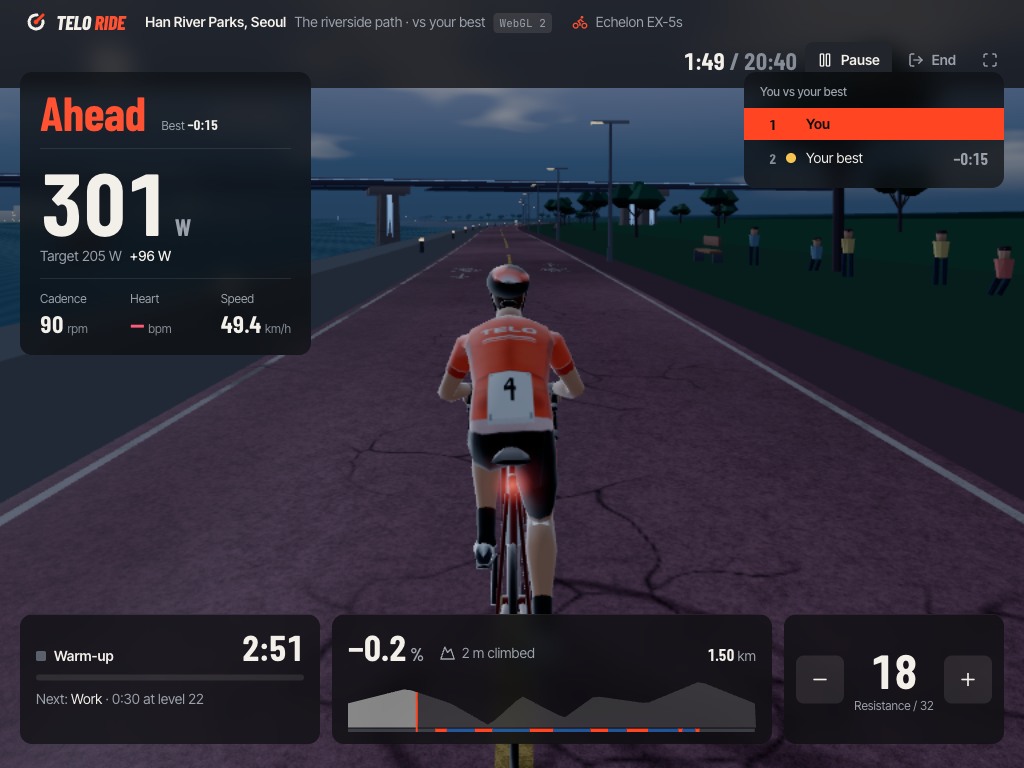 TELO RIDE Han River Parks, Seoul The riverside path · vs your best WebGL 2 Echelon EX-5s
1:49 / 20:40 Pause End
Ahead Best −0:15
301 W
Target 205 W +96 W
Cadence Heart Speed
90 rpm — bpm 49.4 km/h
You vs your best
1 You
2 Your best −0:15
TELO
4
Warm-up 2:51
Next: Work · 0:30 at level 22
−0.2 % 2 m climbed 1.50 km
− 18 +
Resistance / 32